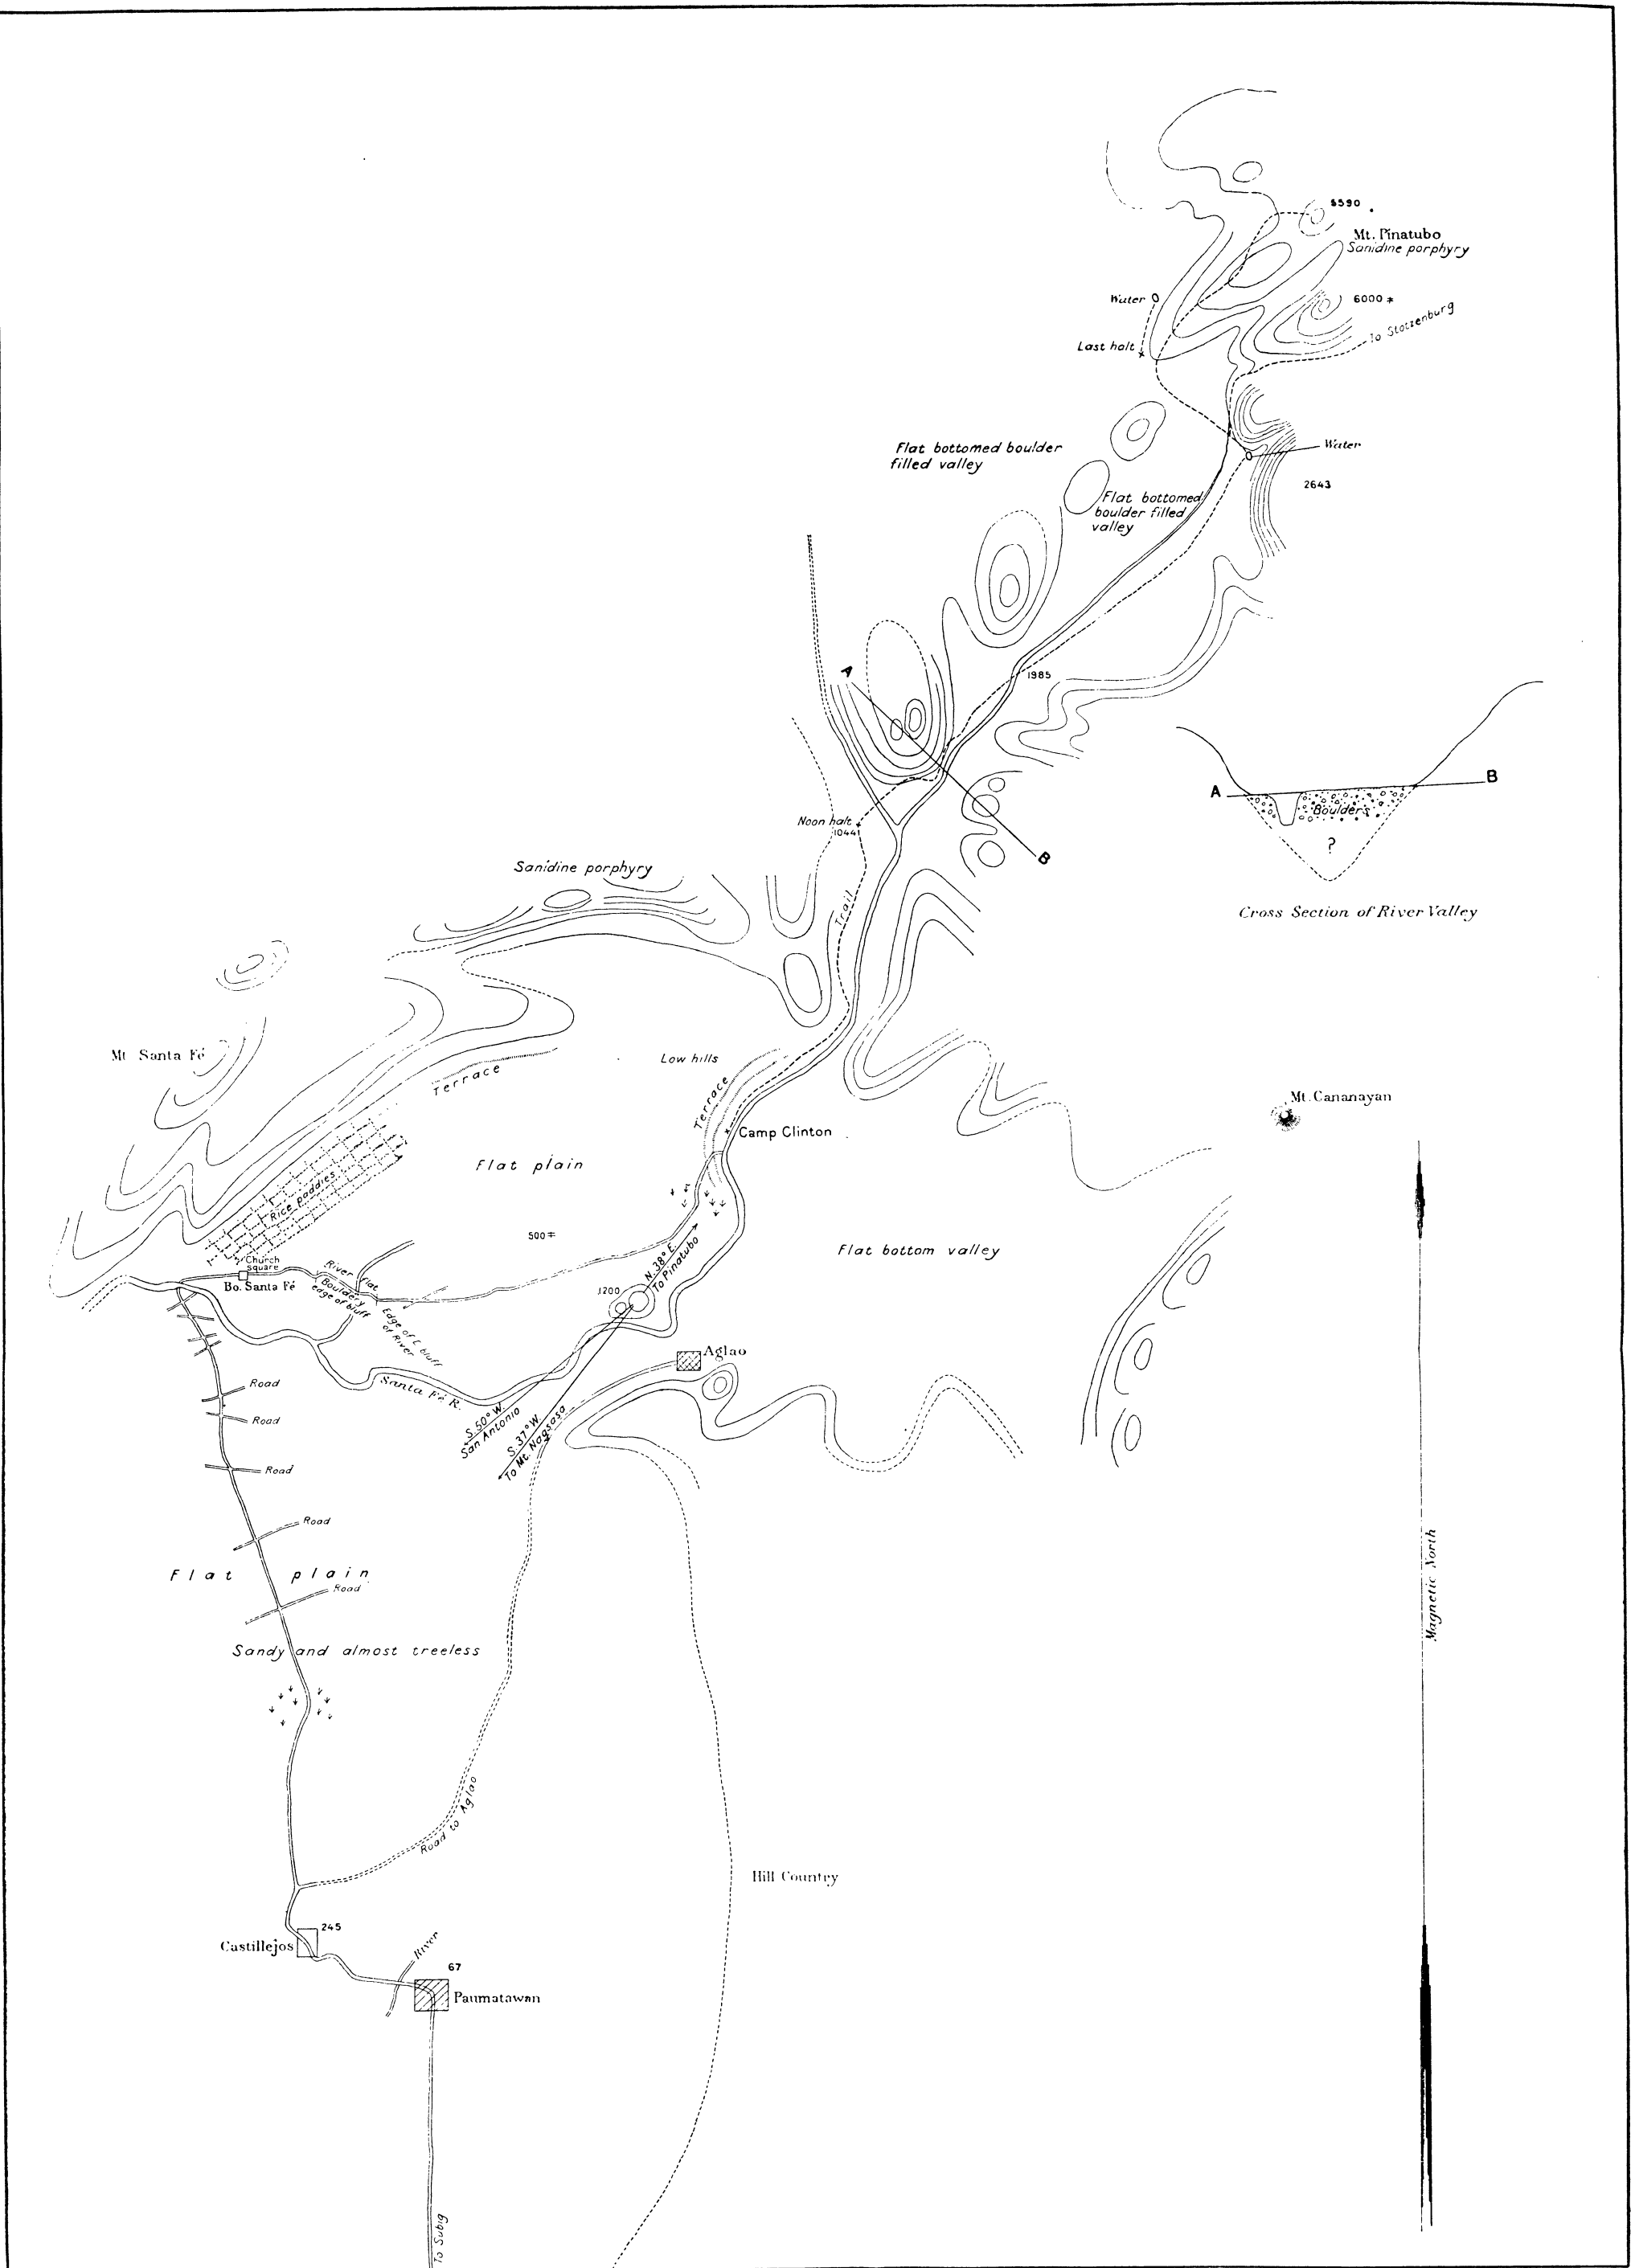 5590
Mt. Pinatubo
Sanidine porphyry
Water
6000 ±
To Stotzenburg
Last halt
Flat bottomed boulder
filled valley
Water
2643
Flat bottomed
boulder filled
valley
A
1985
A
B
Boulders
?
Noon halt
1044
B
Cross Section of River Valley
Sanidine porphyry
Trail
Mt. Santa Fé
Low hills
Terrace
Terrace
Mt. Cananayan
Camp Clinton
Flat plain
Rice paddies
500 ±
Flat bottom valley
Church
square
River flat
Bo. Santa Fé
Bouldery
edge of bluff
Edge of E. bluff
of River
1200
N. 38° E.
To Pinatubo
Aglao
Santa Fé R.
Road
Road
S. 50° W.
San Antonio
S. 37° W.
To Mt. Nagsasa
Road
Road
Flat plain
Road
Magnetic North
Sandy and almost treeless
Road to Aglao
Hill Country
245
Castillejos
River
67
Paumatawan
To Subig